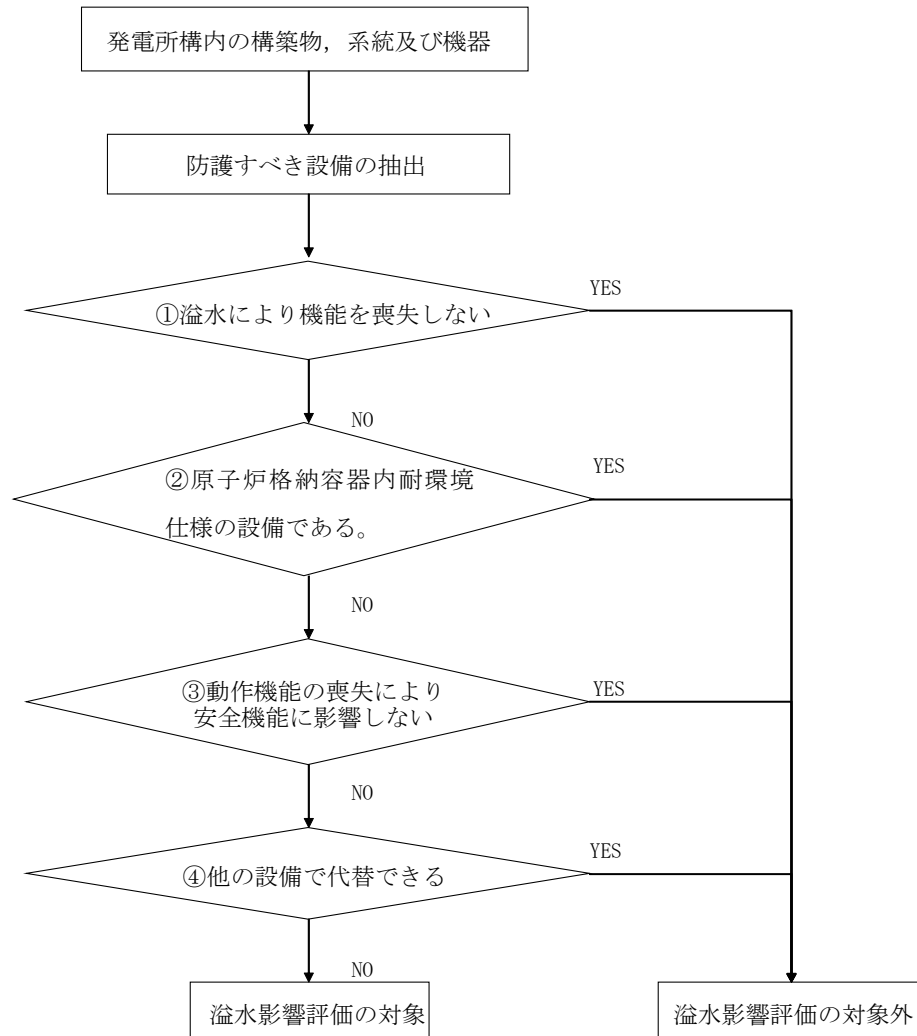 発電所構内の構築物，系統及び機器
防護すべき設備の抽出
①溢水により機能を喪失しない
YES
NO
②原子炉格納容器内耐環境
仕様の設備である。
YES
NO
③動作機能の喪失により
安全機能に影響しない
YES
NO
④他の設備で代替できる
YES
NO
溢水影響評価の対象
溢水影響評価の対象外